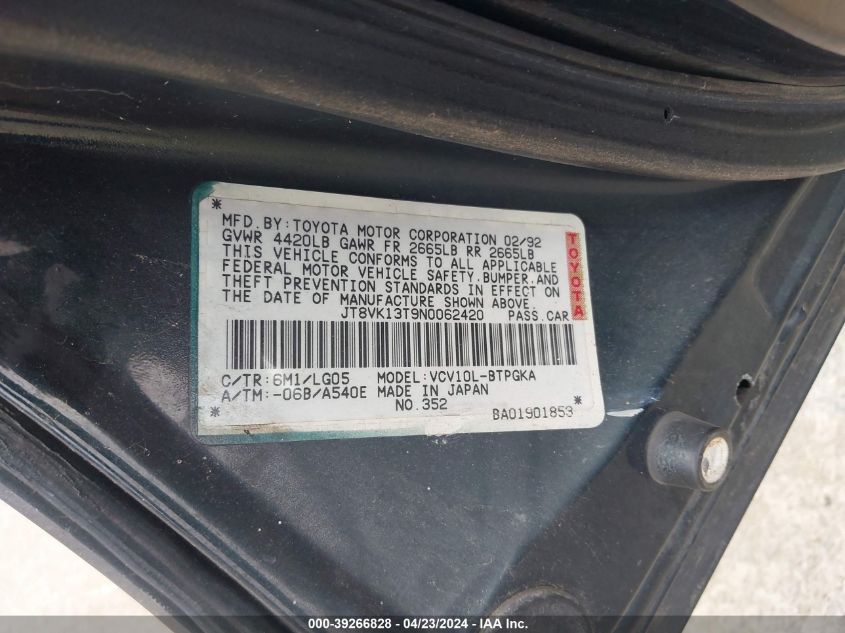 MFD. BY: TOYOTA MOTOR CORPORATION 02/92
GVWR 4420LB GAWR FR 2665LB RR 2665LB
THIS VEHICLE CONFORMS TO ALL APPLICABLE
FEDERAL MOTOR VEHICLE SAFETY,BUMPER,AND
THEFT PREVENTION STANDARDS IN EFFECT ON
THE DATE OF MANUFACTURE SHOWN ABOVE.
JT8VK13T9N0062420 PASS.CAR
TOYOTA
C/TR:6M1/LG05 MODEL:VCV10L-BTPGKA
A/TM:-06B/A540E MADE IN JAPAN
NO.352 BA01901853
000-39266828 - 04/23/2024 - IAA Inc.